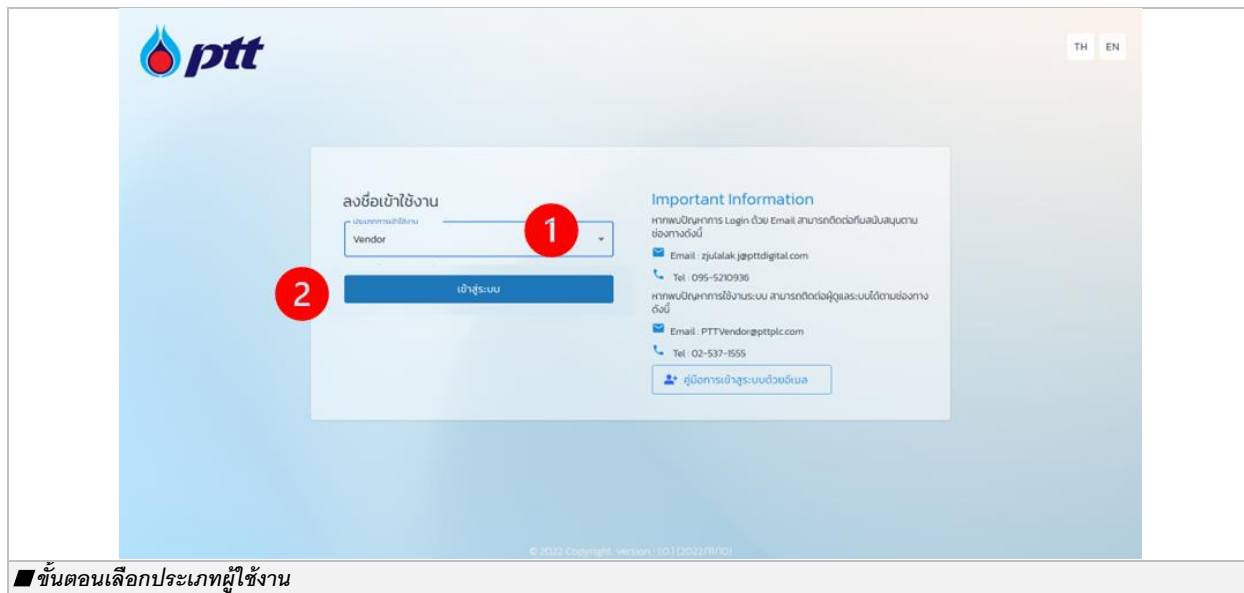 ptt
TH EN
ลงชื่อเข้าใช้งาน
ประเภทการเข้าใช้งาน
Vendor
1
2
เข้าสู่ระบบ
Important Information
หากพบปัญหาการ Login ด้วย Email สามารถติดต่อทีมสนับสนุนตาม
ช่องทางดังนี้
Email : zjulalak.j@pttdigital.com
Tel : 095-5210936
หากพบปัญหาการใช้งานระบบ สามารถติดต่อผู้ดูแลระบบได้ตามช่องทาง
ดังนี้
Email : PTTVendor@pttplc.com
Tel : 02-537-1555
คู่มือการเข้าสู่ระบบด้วยอีเมล
© 2022 Copyright. version : 1.0.1 (2022/11/10)
ขั้นตอนเลือกประเภทผู้ใช้งาน